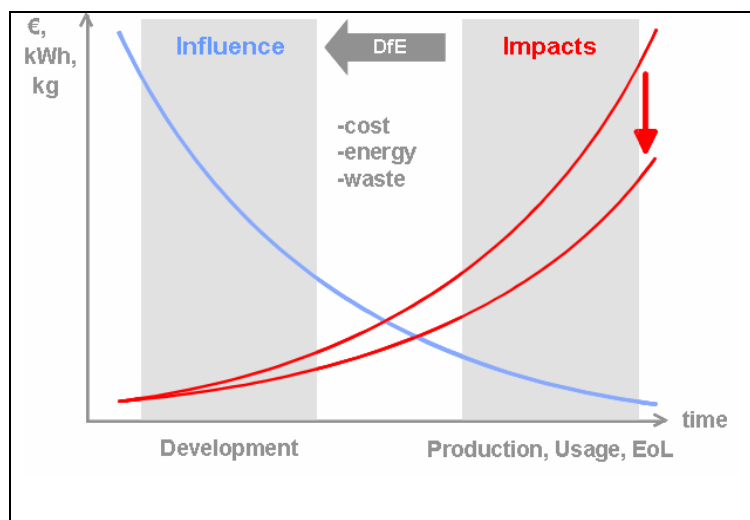 €,
kWh,
kg
Influence
DfE
Impacts
-cost
-energy
-waste
time
Development
Production, Usage, EoL